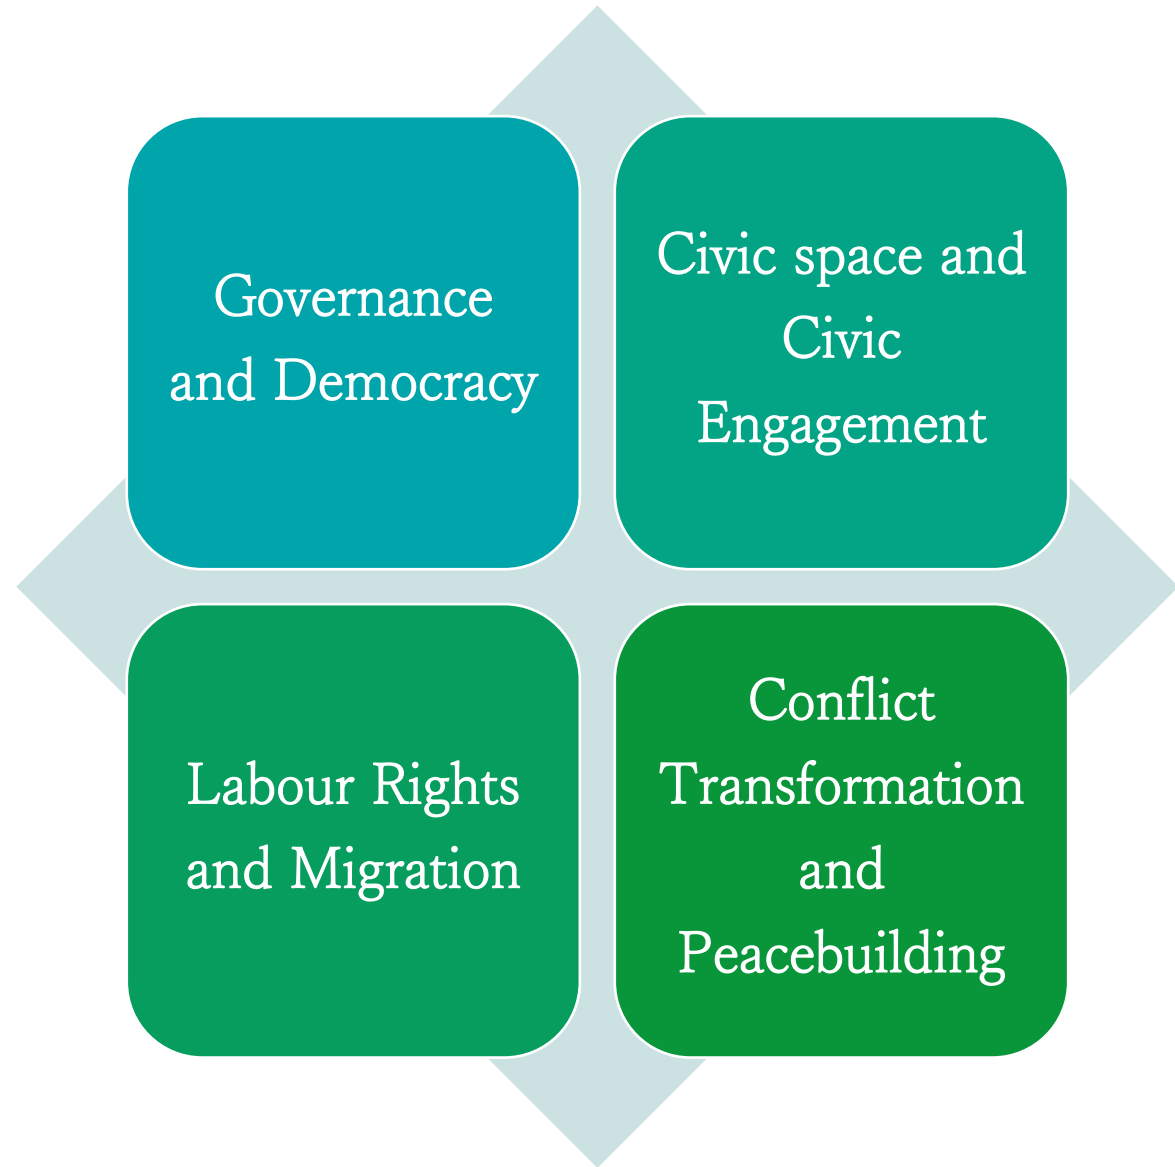 Governance
and Democracy
Civic space and
Civic
Engagement
Labour Rights
and Migration
Conflict
Transformation
and
Peacebuilding